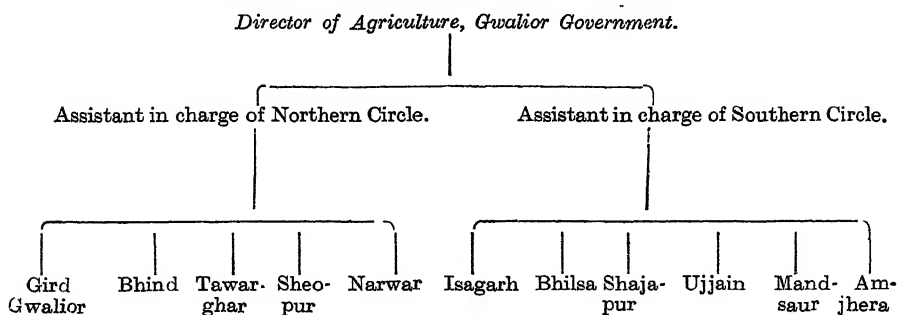 Director of Agriculture, Gwalior Government.
Assistant in charge of Northern Circle. Assistant in charge of Southern Circle.
Gird Bhind Tawar- Sheo- Narwar Isagarh Bhilsa Shaja- Ujjain Mand- Am-
Gwalior ghar pur pur saur jhera